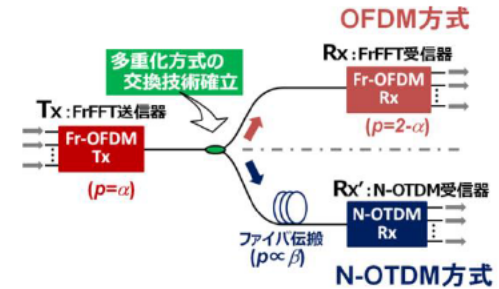 OFDM方式
多重化方式の
交換技術確立
Rx:FrFFT受信器
Fr-OFDM
Rx
(p=2-α)
Tx:FrFFT送信器
Fr-OFDM
Tx
(p=α)
Rx′:N-OTDM受信器
N-OTDM
Rx
ファイバ伝搬
(p∝β)
N-OTDM方式